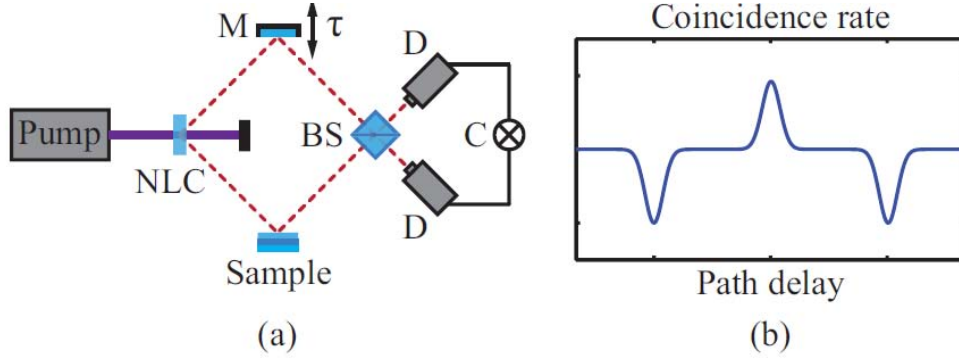 M
τ
D
Pump
BS
C
NLC
D
Sample
(a)
Coincidence rate
Path delay
(b)